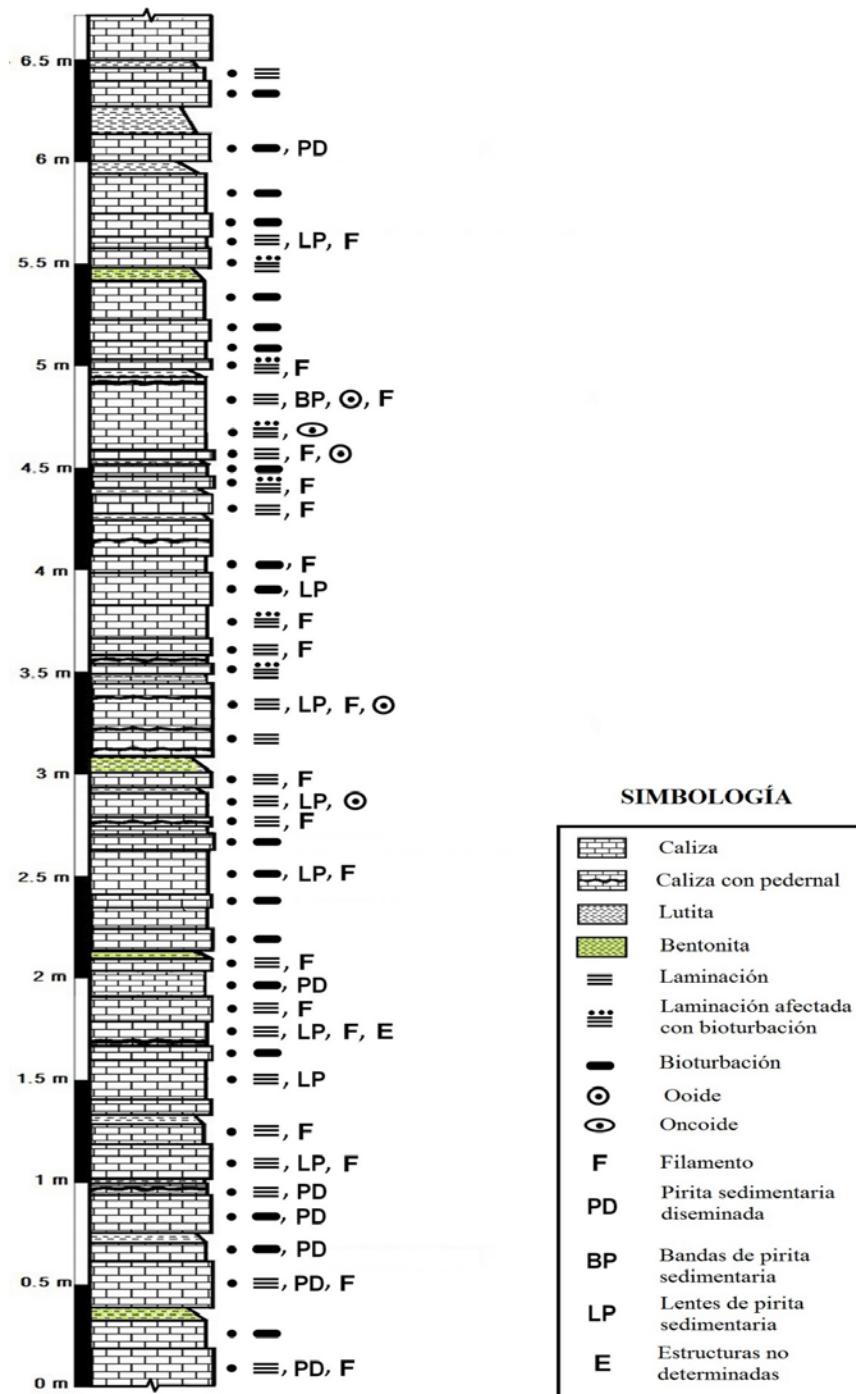 6.5 m
, PD
6 m
, LP, F
5.5 m
5 m
, F
, BP, , F
, F,
4.5 m
, F
, F
, F
4 m
, LP
, F
, F
3.5 m
, LP, F,
3 m
, F
, LP,
, F
, LP, F
2.5 m
, F
2 m
, PD
, F
, LP, F, E
1.5 m
, LP
, F
, LP, F
1 m
, PD
, PD
, PD
0.5 m
, PD, F
0 m
, PD, F
SIMBOLOGÍA
Caliza
Caliza con pedernal
Lutita
Bentonita
Laminación
Laminación afectada
con bioturbación
Bioturbación
Ooide
Oncoide
F Filamento
PD Pirita sedimentaria
diseminada
BP Bandas de pirita
sedimentaria
LP Lentes de pirita
sedimentaria
E Estructuras no
determinadas